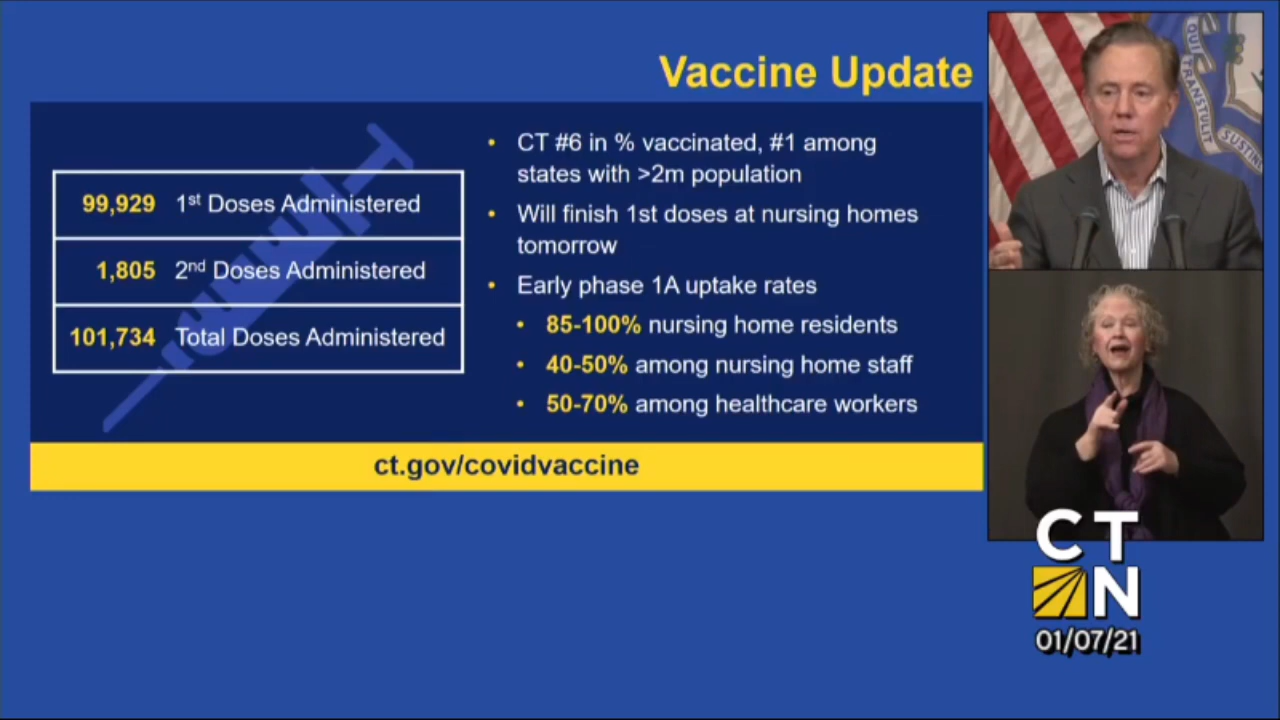 Vaccine Update
99,929 1st Doses Administered
1,805 2nd Doses Administered
101,734 Total Doses Administered
• CT #6 in % vaccinated, #1 among
states with >2m population
• Will finish 1st doses at nursing homes
tomorrow
• Early phase 1A uptake rates
• 85-100% nursing home residents
• 40-50% among nursing home staff
• 50-70% among healthcare workers
ct.gov/covidvaccine
QUI TRANSTULIT
CT
N
01/07/21